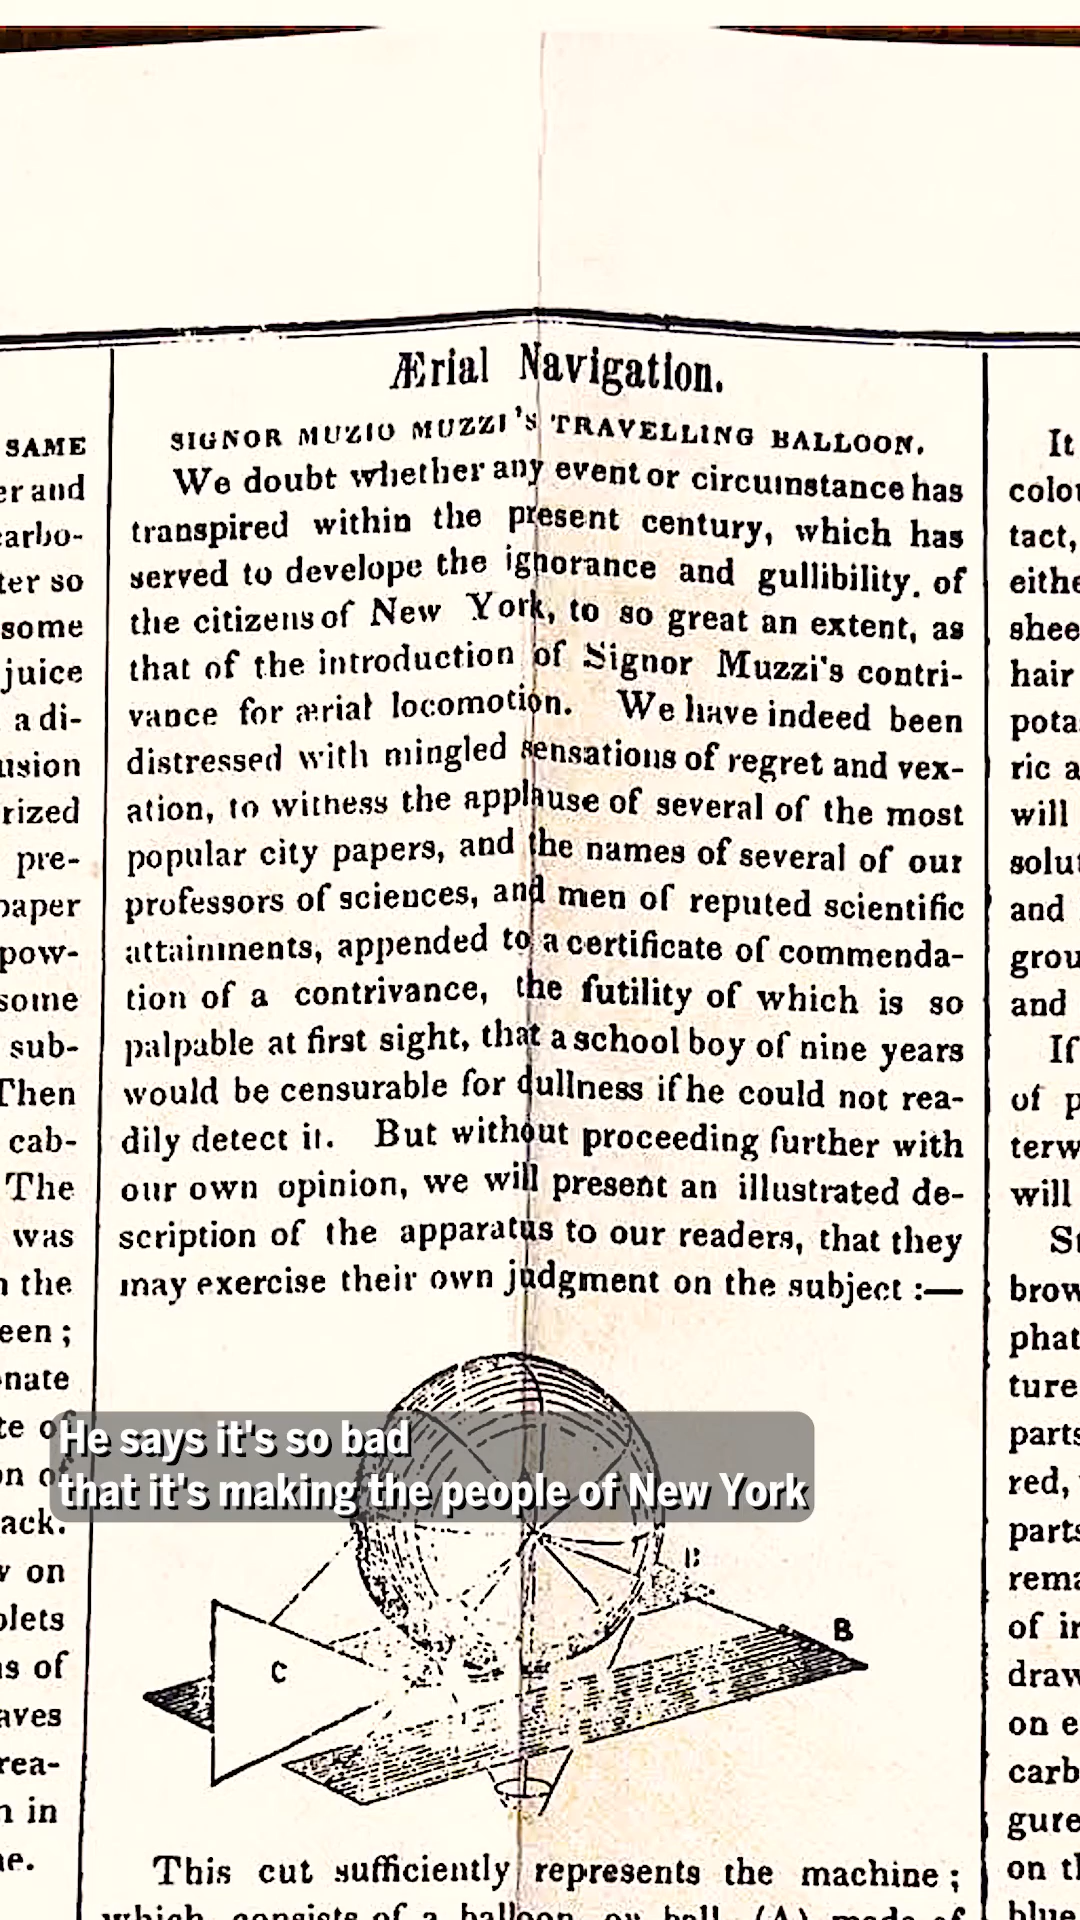 Ærial Navigation.
SIGNOR MUZIO MUZZI'S TRAVELLING BALLOON.
We doubt whether any event or circumstance has
transpired within the present century, which has
served to develope the ignorance and gullibility. of
the citizens of New York, to so great an extent, as
that of the introduction of Signor Muzzi's contri-
vance for ærial locomotion. We have indeed been
distressed with mingled sensations of regret and vex-
ation, to witness the applause of several of the most
popular city papers, and the names of several of our
professors of sciences, and men of reputed scientific
attainments, appended to a certificate of commenda-
tion of a contrivance, the futility of which is so
palpable at first sight, that a school boy of nine years
would be censurable for dullness if he could not rea-
dily detect it. But without proceeding further with
our own opinion, we will present an illustrated de-
scription of the apparatus to our readers, that they
may exercise their own judgment on the subject :—
He says it's so bad
that it's making the people of New York
B
B
C
This cut sufficiently represents the machine ;
which consists of a balloon, or ball, (A) made of
SAME
er and
carbo-
ter so
some
juice
a di-
usion
rized
pre-
paper
pow-
some
sub-
Then
cab-
The
was
n the
een ;
nate
te of
on of
ack.
v on
plets
as of
aves
rea-
n in
ne.
It
colo
tact,
eithe
shee
hair
pota
ric a
will
solu
and
grou
and
If
of p
terw
will
St
brow
phat
ture
parts
red,
parts
rema
of i
draw
on e
carb
gure
on t
blue